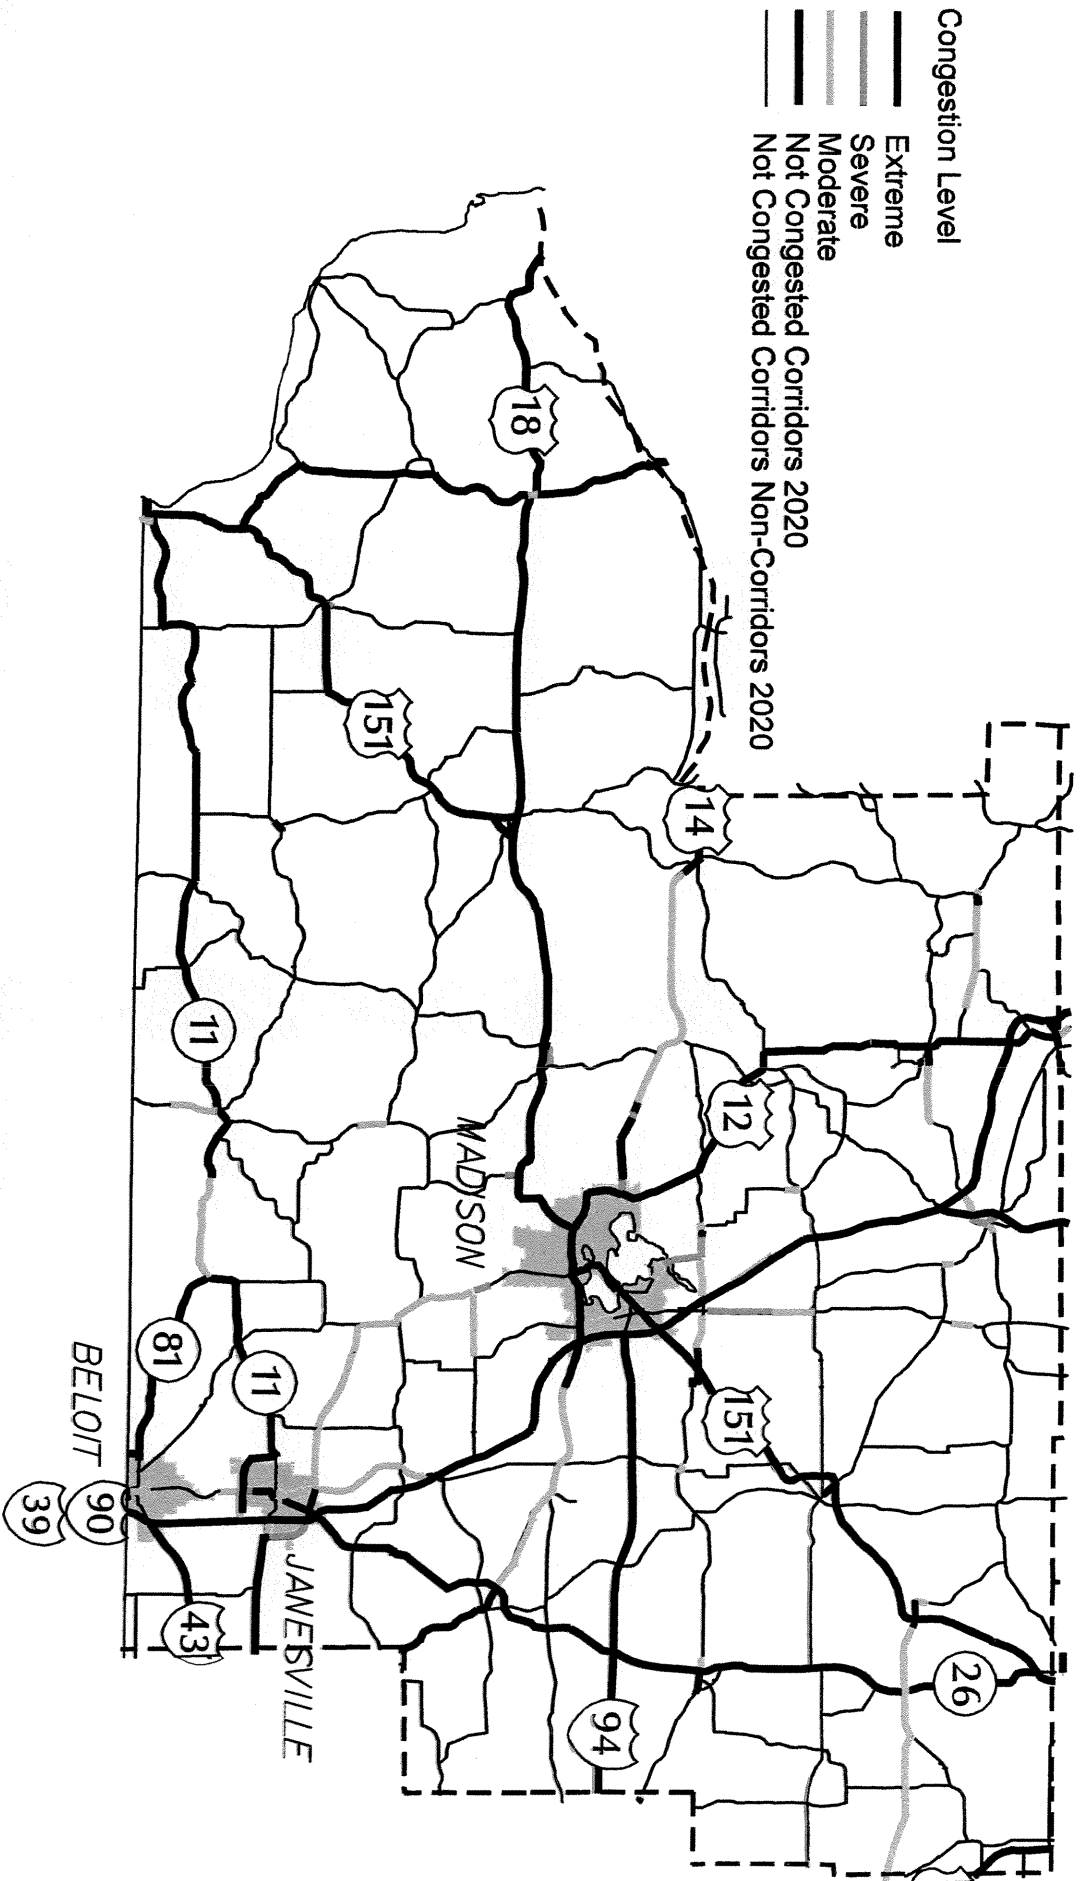 Congestion Level
Extreme
Severe
Moderate
Not Congested Corridors 2020
Not Congested Corridors Non-Corridors 2020
18
151
14
12
11
MADISON
151
26
94
81
11
BELOIT
JANESVILLE
90
39
43